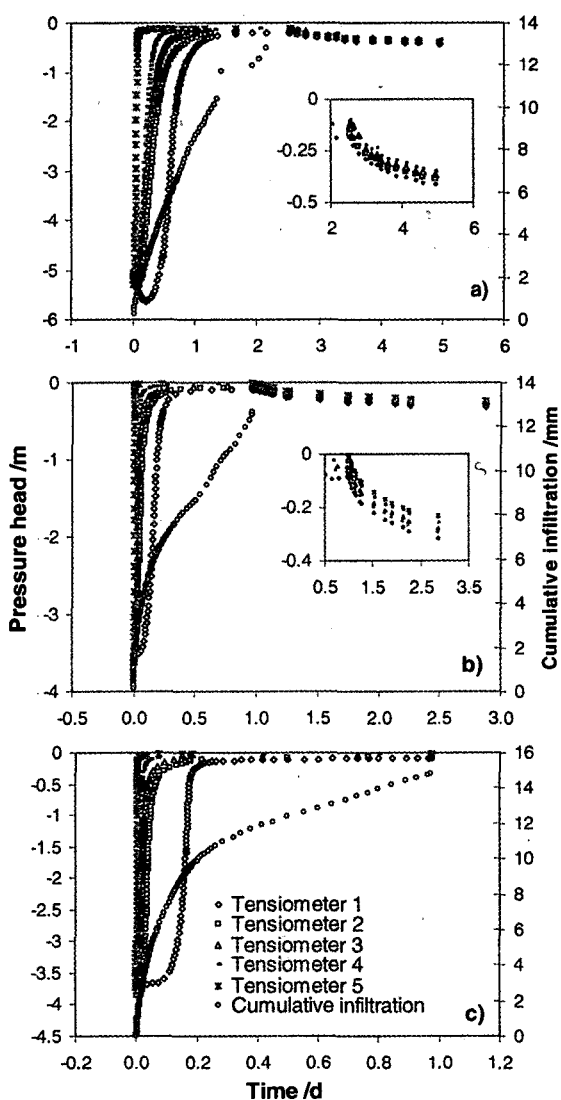 0 14
-1 12
-2 10
-3 8
-4 6
-5 4
-6 2
0
0
-0.25
-0.5
2 4 6
a)
-1 0 1 2 3 4 5 6
0 14
-1 12
-2 10
-3 8
-4 6
4
2
0
0
-0.2
-0.4
0.5 1.5 2.5 3.5
b)
-0.5 0.0 0.5 1.0 1.5 2.0 2.5 3.0
Pressure head /m
Cumulative infiltration /mm
0 16
-0.5 14
-1 12
-1.5 10
-2 8
-2.5 6
-3 4
-3.5 2
-4 0
-4.5
Tensiometer 1
Tensiometer 2
Tensiometer 3
Tensiometer 4
Tensiometer 5
Cumulative infiltration
c)
-0.2 0.0 0.2 0.4 0.6 0.8 1.0 1.2
Time /d